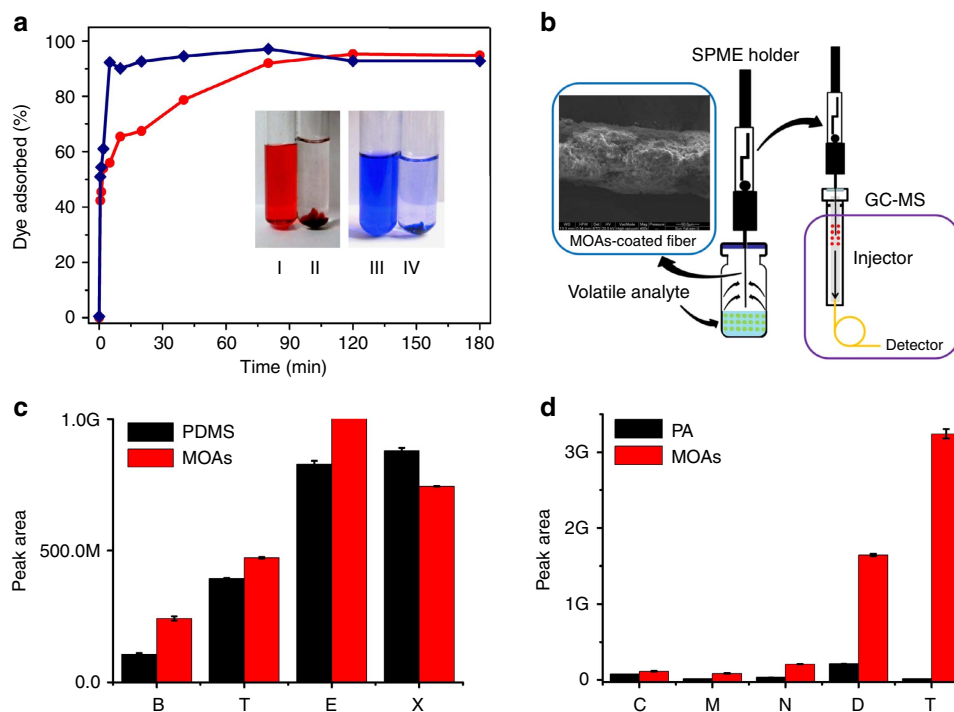 a
Dye adsorbed (%)
100
80
60
40
20
0
0
30
60
90
120
150
180
Time (min)
I
II
III
IV
b
SPME holder
MOAs-coated fiber
Volatile analyte
GC-MS
Injector
Detector
c
Peak area
1.0G
500.0M
0.0
PDMS
MOAs
B
T
E
X
d
Peak area
3G
2G
1G
0
PA
MOAs
C
M
N
D
T